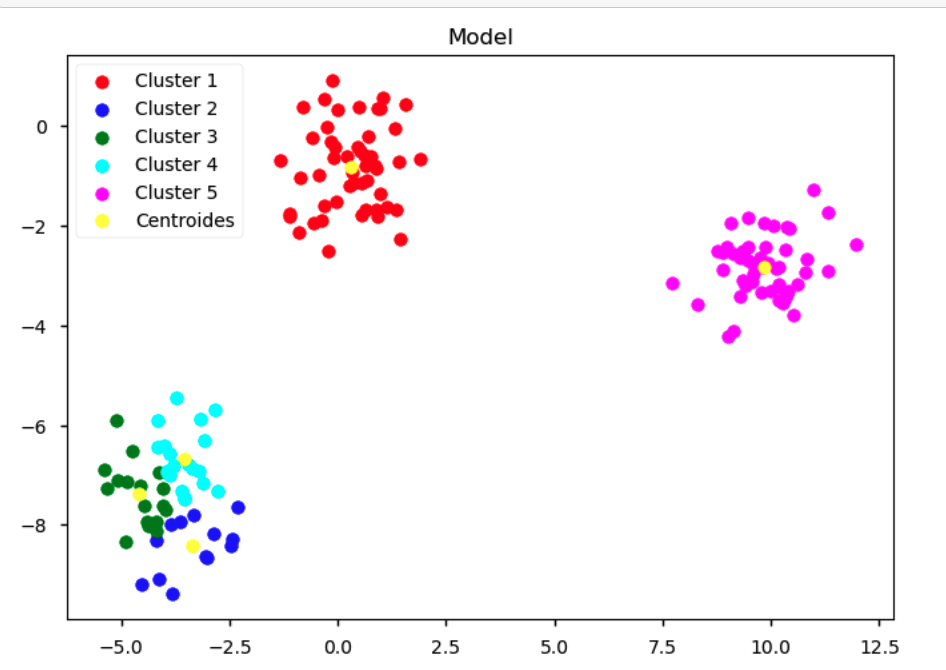 Model
Cluster 1
Cluster 2
Cluster 3
Cluster 4
Cluster 5
Centroides
0
−2
−4
−6
−8
−5.0 −2.5 0.0 2.5 5.0 7.5 10.0 12.5